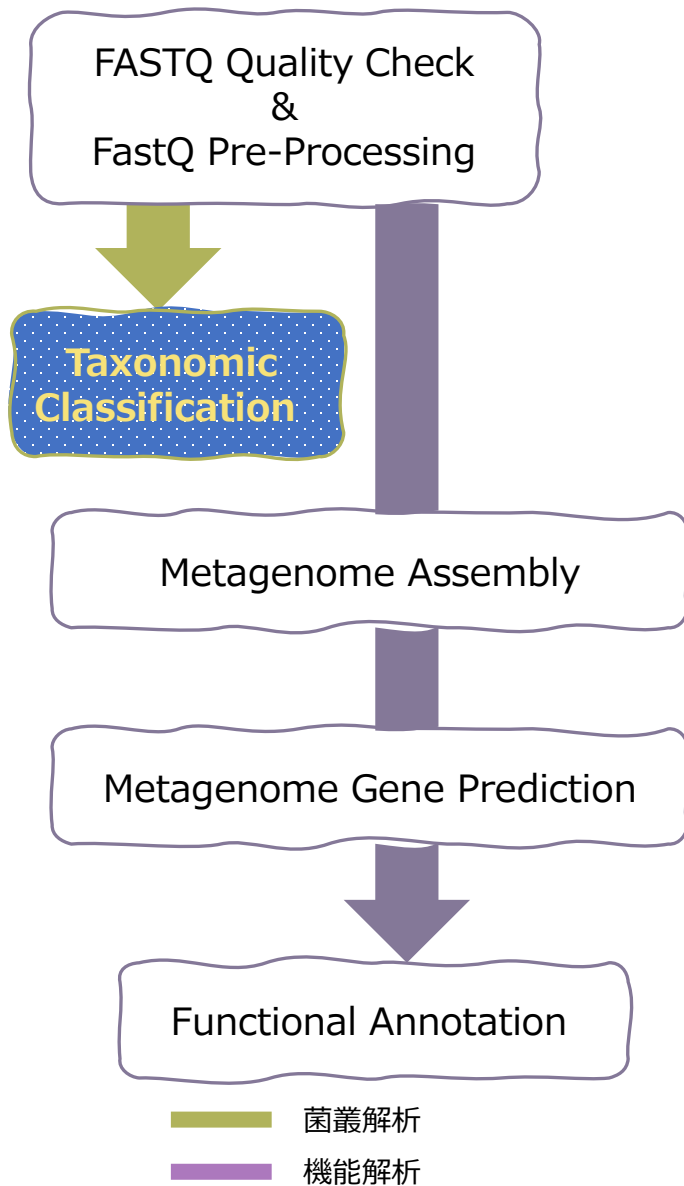 FASTQ Quality Check
&
FastQ Pre-Processing
Taxonomic
Classification
Metagenome Assembly
Metagenome Gene Prediction
Functional Annotation
菌叢解析
機能解析